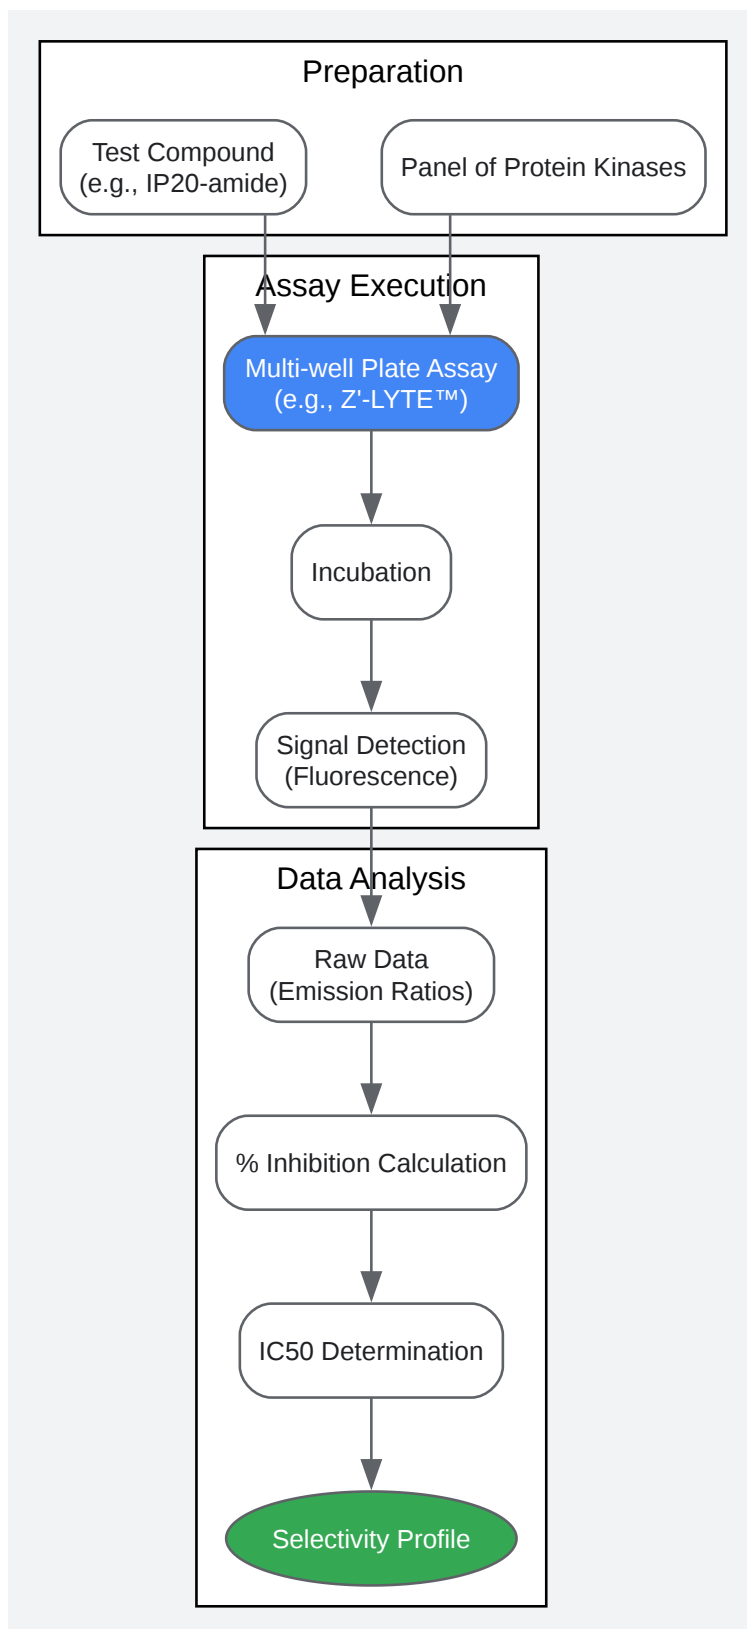 Preparation
Test Compound
(e.g., IP20-amide)
Panel of Protein Kinases
Assay Execution
Multi-well Plate Assay
(e.g., Z'-LYTE™)
Incubation
Signal Detection
(Fluorescence)
Data Analysis
Raw Data
(Emission Ratios)
% Inhibition Calculation
IC50 Determination
Selectivity Profile